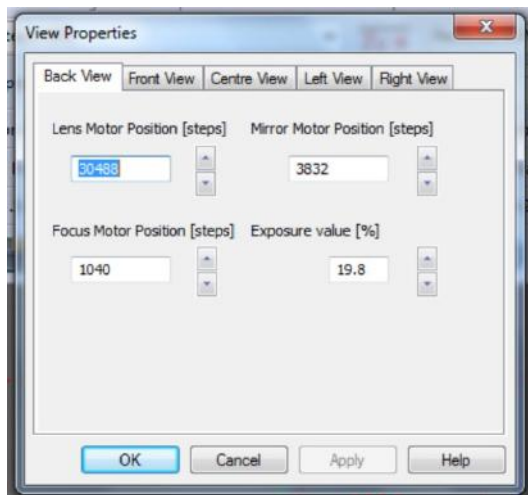 View Properties
Back View Front View Centre View Left View Right View
Lens Motor Position [steps] Mirror Motor Position [steps]
30488 3832
Focus Motor Position [steps] Exposure value [%]
1040 19.8
OK Cancel Apply Help